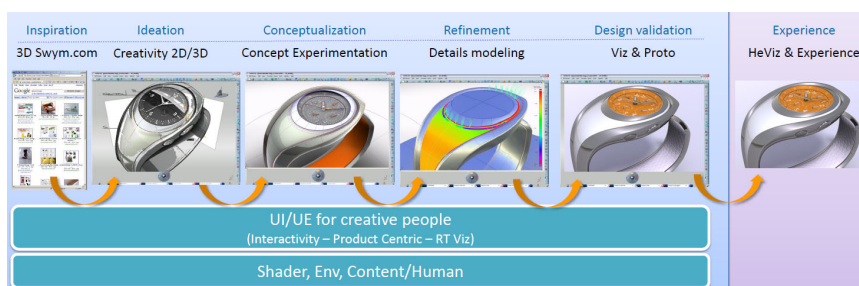 Inspiration
Ideation
Conceptualization
Refinement
Design validation
Experience
3D Swym.com
Creativity 2D/3D
Concept Experimentation
Details modeling
Viz & Proto
HeViz & Experience
Google
UI/UE for creative people
(Interactivity – Product Centric – RT Viz)
Shader, Env, Content/Human